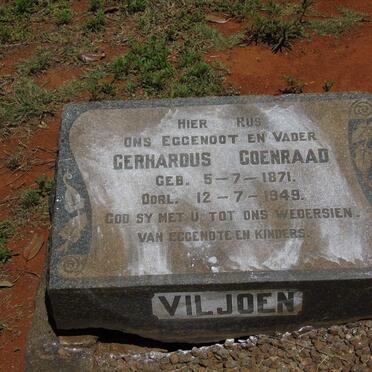 HIER RUS
ONS EGGENOOT EN VADER
GERHARDUS COENRAAD
GEB. 5-7-1871.
OORL. 12-7-1949.
GOD SY MET U TOT ONS WEDERSIEN.
VAN EGGENOTE EN KINDERS.
VILJOEN